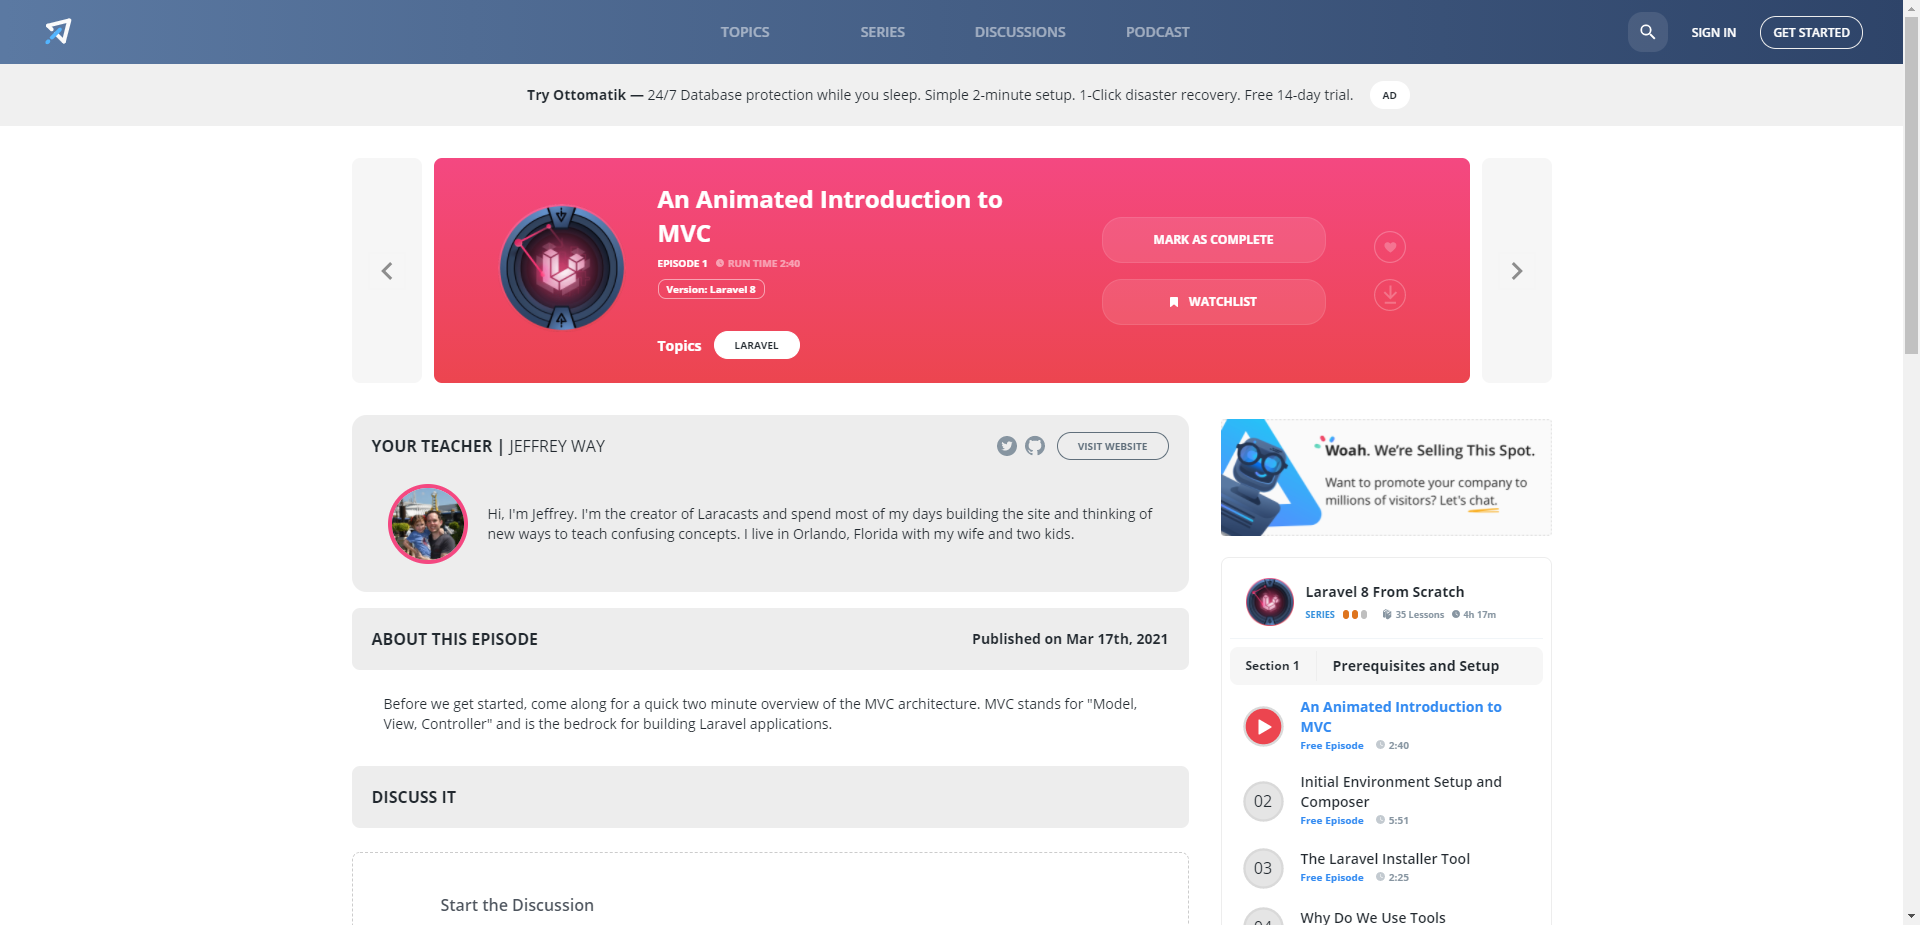 TOPICS
SERIES
DISCUSSIONS
PODCAST
SIGN IN
GET STARTED
Try Ottomatik — 24/7 Database protection while you sleep. Simple 2-minute setup. 1-Click disaster recovery. Free 14-day trial.
AD
An Animated Introduction to
MVC
EPISODE 1
RUN TIME 2:40
Version: Laravel 8
Topics
LARAVEL
MARK AS COMPLETE
WATCHLIST
YOUR TEACHER | JEFFREY WAY
VISIT WEBSITE
Hi, I'm Jeffrey. I'm the creator of Laracasts and spend most of my days building the site and thinking of
new ways to teach confusing concepts. I live in Orlando, Florida with my wife and two kids.
ABOUT THIS EPISODE
Published on Mar 17th, 2021
Before we get started, come along for a quick two minute overview of the MVC architecture. MVC stands for "Model,
View, Controller" and is the bedrock for building Laravel applications.
DISCUSS IT
Start the Discussion
Woah. We're Selling This Spot.
Want to promote your company to
millions of visitors? Let's chat.
Laravel 8 From Scratch
SERIES
35 Lessons
4h 17m
Section 1
Prerequisites and Setup
An Animated Introduction to
MVC
Free Episode
2:40
02
Initial Environment Setup and
Composer
Free Episode
5:51
03
The Laravel Installer Tool
Free Episode
2:25
04
Why Do We Use Tools